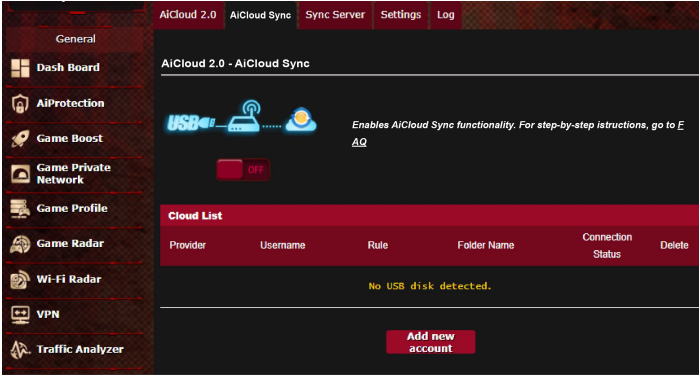 AiCloud 2.0 AiCloud Sync Sync Server Settings Log
General
Dash Board
AiProtection
Game Boost
Game Private
Network
Game Profile
Game Radar
Wi-Fi Radar
VPN
Traffic Analyzer
AiCloud 2.0 - AiCloud Sync
USB
Enables AiCloud Sync functionality. For step-by-step istructions, go to F
AQ
OFF
Cloud List
Provider Username Rule Folder Name Connection Status Delete
No USB disk detected.
Add new
account